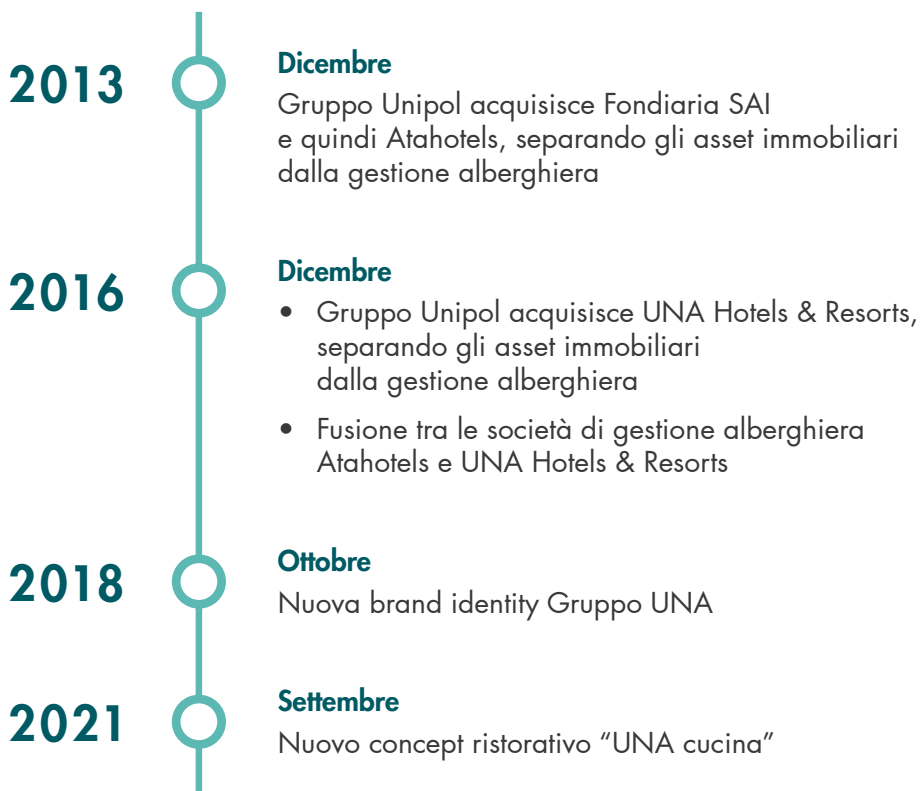 2013
Dicembre
Gruppo Unipol acquisisce Fondiaria SAI
e quindi Atahotels, separando gli asset immobiliari
dalla gestione alberghiera
2016
Dicembre
• Gruppo Unipol acquisisce UNA Hotels & Resorts,
separando gli asset immobiliari
dalla gestione alberghiera
• Fusione tra le società di gestione alberghiera
Atahotels e UNA Hotels & Resorts
2018
Ottobre
Nuova brand identity Gruppo UNA
2021
Settembre
Nuovo concept ristorativo “UNA cucina”